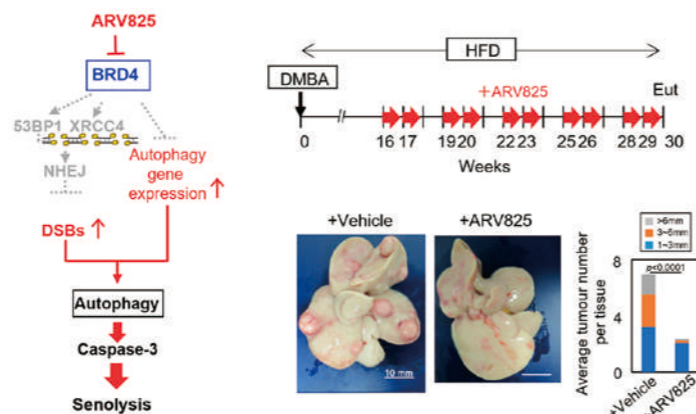 ARV825
BRD4
53BP1 XRCC4
NHEJ
Autophagy
gene
expression ↑
DSBs ↑
Autophagy
Caspase-3
Senolysis
HFD
DMBA
+ARV825
Eut
0 16 17 19 20 22 23 25 26 28 29 30
Weeks
+Vehicle
+ARV825
10 mm
>6mm
3~6mm
1~3mm
p<0.0001
Average tumour number
per tissue
8
4
0
+Vehicle
+ARV825